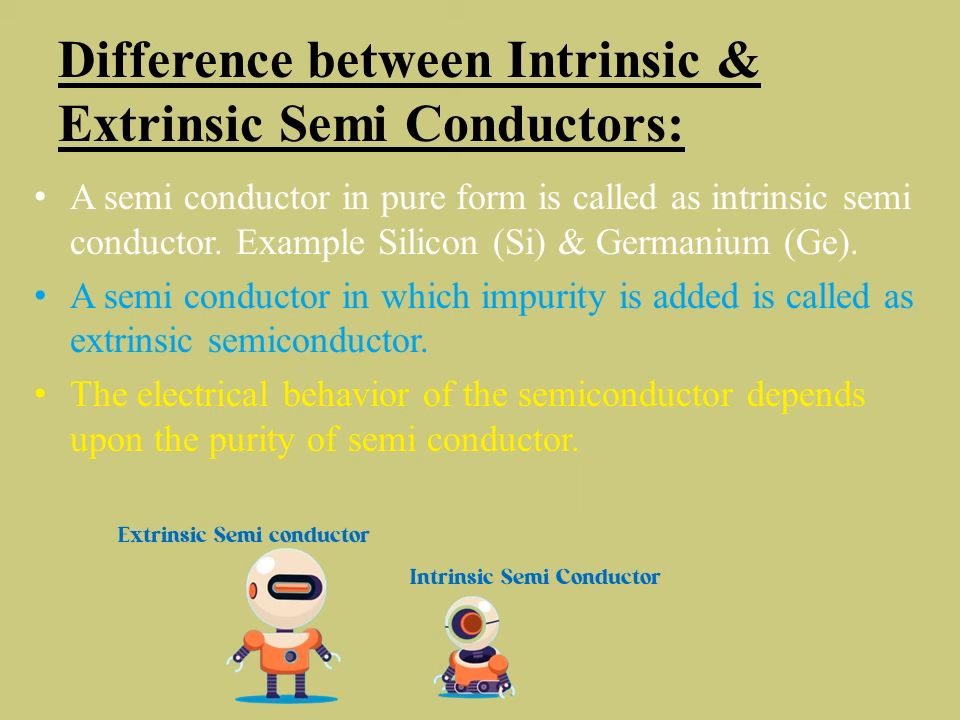 Difference between Intrinsic &
Extrinsic Semi Conductors:
• A semi conductor in pure form is called as intrinsic semi
conductor. Example Silicon (Si) & Germanium (Ge).
• A semi conductor in which impurity is added is called as
extrinsic semiconductor.
• The electrical behavior of the semiconductor depends
upon the purity of semi conductor.
Extrinsic Semi conductor
Intrinsic Semi Conductor